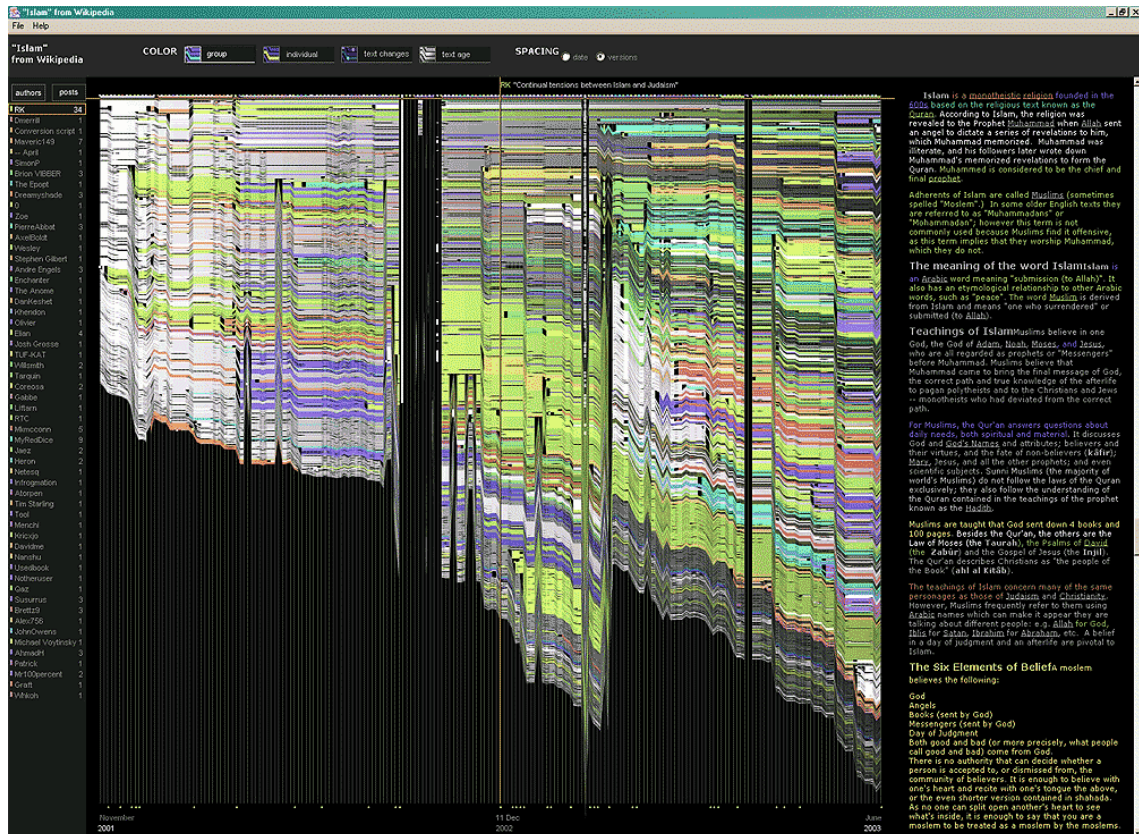 "Islam" from Wikipedia
File Help
"Islam"
from Wikipedia
COLOR group individual text changes text age SPACING date versions
authors posts
RK "Continual tensions between Islam and Judaism"
RK 34
Dmerrill 1
Conversion script 1
Maveric149 7
-- April 1
SimonP 1
Brion VIBBER 3
The Epopt 1
Dreamyshade 3
0 1
Zoe 1
PierreAbbat 3
AxelBoldt 1
Wesley 1
Stephen Gilbert 1
Andre Engels 3
Enchanter 1
The Anome 1
DanKeshet 1
Khendon 1
Olivier 1
Elian 4
Josh Grosse 1
TUF-KAT 1
Willsmith 2
Tarquin 1
Coreosa 2
Gabbe 1
Liftarn 1
RTC 1
Mimcconn 5
MyRedDice 9
Jaez 2
Heron 2
Netesq 1
Infrogmation 1
Atorpen 1
Tim Starling 1
Tool 1
Menchi 1
Kricxjo 1
Davidme 1
Nanshu 1
Usedbook 1
Notheruser 1
Qaz 1
Susurrus 3
Brettz9 3
Alex756 1
JohnOwens 1
Michael Voytinsky 1
AhmadH 3
Patrick 1
Mr100percent 2
Graft 1
Whkoh 1
November
2001
11 Dec
2002
June
2003
Islam is a monotheistic religion founded in the
600s based on the religious text known as the
Quran. According to Islam, the religion was
revealed to the Prophet Muhammad when Allah sent
an angel to dictate a series of revelations to him,
which Muhammad memorized. Muhammad was
illiterate, and his followers later wrote down
Muhammad's memorized revelations to form the
Quran. Muhammed is considered to be the chief and
final prophet.
Adherents of Islam are called Muslims (sometimes
spelled "Moslem".) In some older English texts they
are referred to as "Muhammadans" or
"Mohammadan"; however this term is not
commonly used because Muslims find it offensive,
as this term implies that they worship Muhammad,
which they do not.
The meaning of the word IslamIslam is
an Arabic word meaning "submission (to Allah)". It
also has an etymological relationship to other Arabic
words, such as "peace". The word Muslim is derived
from Islam and means "one who surrendered" or
submitted (to Allah).
Teachings of IslamMuslims believe in one
God, the God of Adam, Noah, Moses, and Jesus,
who are all regarded as prophets or "Messengers"
before Muhammad. Muslims believe that
Muhammad came to bring the final message of God,
the correct path and true knowledge of the afterlife
to pagan polytheists and to the Christians and Jews
-- monotheists who had deviated from the correct
path.
For Muslims, the Qur'an answers questions about
daily needs, both spiritual and material. It discusses
God and God's Names and attributes; believers and
their virtues, and the fate of non-believers (kâfir);
Mary, Jesus, and all the other prophets; and even
scientific subjects. Sunni Muslims (the majority of
world's Muslims) do not follow the laws of the Quran
exclusively; they also follow the understanding of
the Quran contained in the teachings of the prophet
known as the Hadith.
Muslims are taught that God sent down 4 books and
100 pages. Besides the Qur'an, the others are the
Law of Moses (the Taurah), the Psalms of David
(the Zabûr) and the Gospel of Jesus (the Injil).
The Qur'an describes Christians as "the people of
the Book" (ahl al Kitâb).
The teachings of Islam concern many of the same
personages as those of Judaism and Christianity.
However, Muslims frequently refer to them using
Arabic names which can make it appear they are
talking about different people: e.g. Allah for God,
Iblis for Satan, Ibrahim for Abraham, etc. A belief
in a day of judgment and an afterlife are pivotal to
Islam.
The Six Elements of BeliefA moslem
believes the following:
God
Angels
Books (sent by God)
Messengers (sent by God)
Day of Judgment
Both good and bad (or more precisely, what people
call good and bad) come from God.
There is no authority that can decide whether a
person is accepted to, or dismissed from, the
community of believers. It is enough to believe with
one's heart and recite with one's tongue the above,
or the even shorter version contained in shahada.
As no one can split open another's heart to see
what's inside, it is enough to say that you are a
moslem to be treated as a moslem by the moslems.